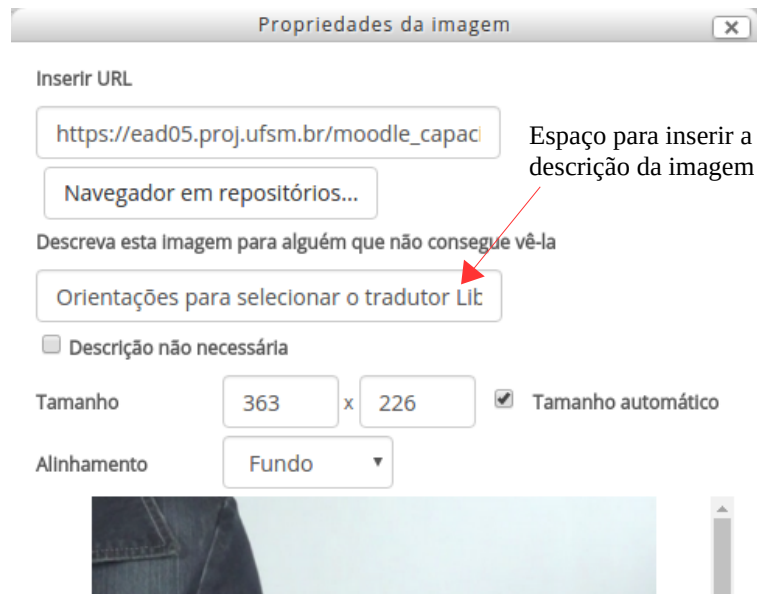 Propriedades da imagem
Inserir URL
https://ead05.proj.ufsm.br/moodle_capaci
Espaço para inserir a
descrição da imagem
Navegador em repositórios...
Descreva esta imagem para alguém que não consegue vê-la
Orientações para selecionar o tradutor Lib
Descrição não necessária
Tamanho 363 x 226 Tamanho automático
Alinhamento Fundo